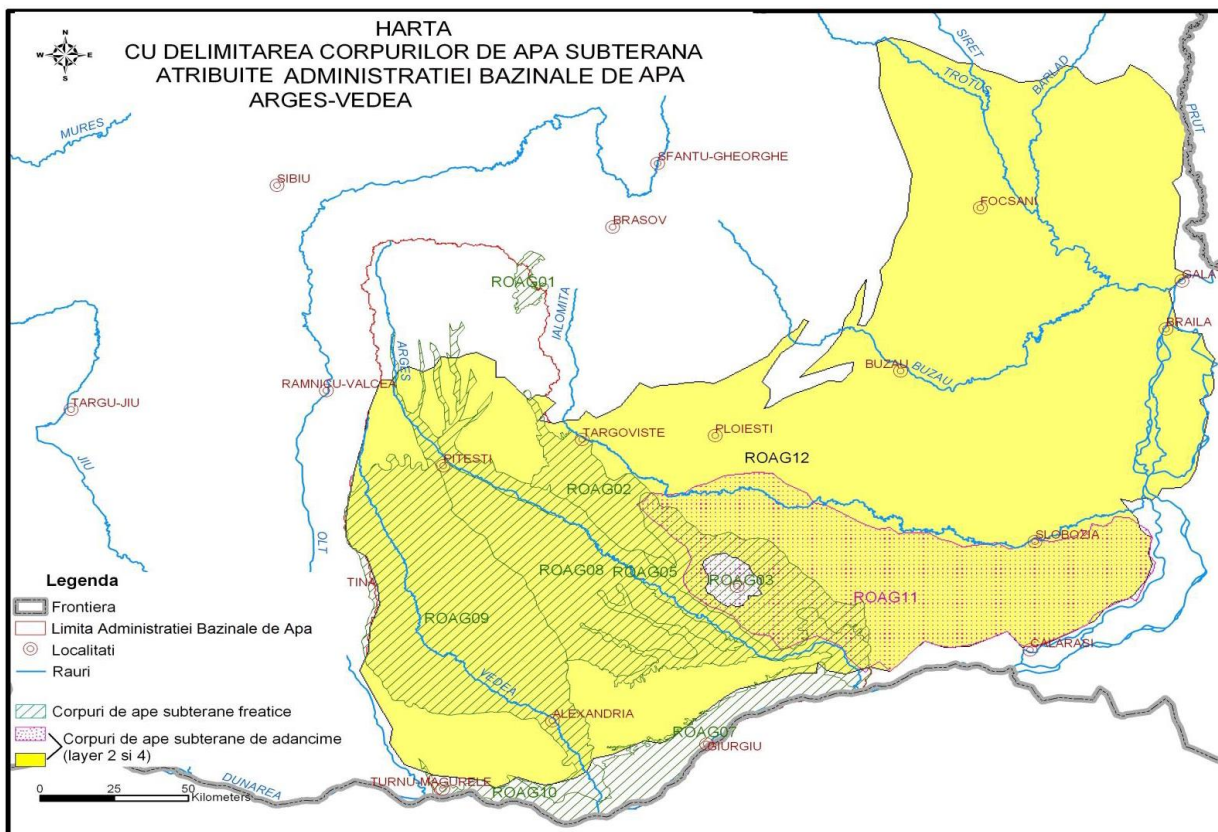 HARTA
CU DELIMITAREA CORPURILOR DE APA SUBTERANA
ATRIBUITE ADMINISTRATIEI BAZINALE DE APA
ARGES-VEDEA
N
W E
S
MURES
SIBIU
SFANTU-GHEORGHE
BRASOV
SIRET
TROTUS
BARLAD
PRUT
FOCSANI
ROAG01
IALOMITA
GALA
BRAILA
ARGES
RAMNICU-VALCEA
BUZAU
BUZAU
TARGU-JIU
JIU
OLT
TARGOVISTE
PLOIESTI
PITESTI
ROAG12
ROAG02
SLOBOZIA
ROAG08
ROAG05
ROAG03
ROAG11
TINA
ROAG09
CALARASI
VEDEA
ALEXANDRIA
ROAG07
GIURGIU
TURNU-MAGURELE
ROAG10
DUNAREA
Legenda
Frontiera
Limita Administratiei Bazinale de Apa
Localitati
Rauri
Corpuri de ape subterane freatice
Corpuri de ape subterane de adancime
(layer 2 si 4)
0 25 50
Kilometers